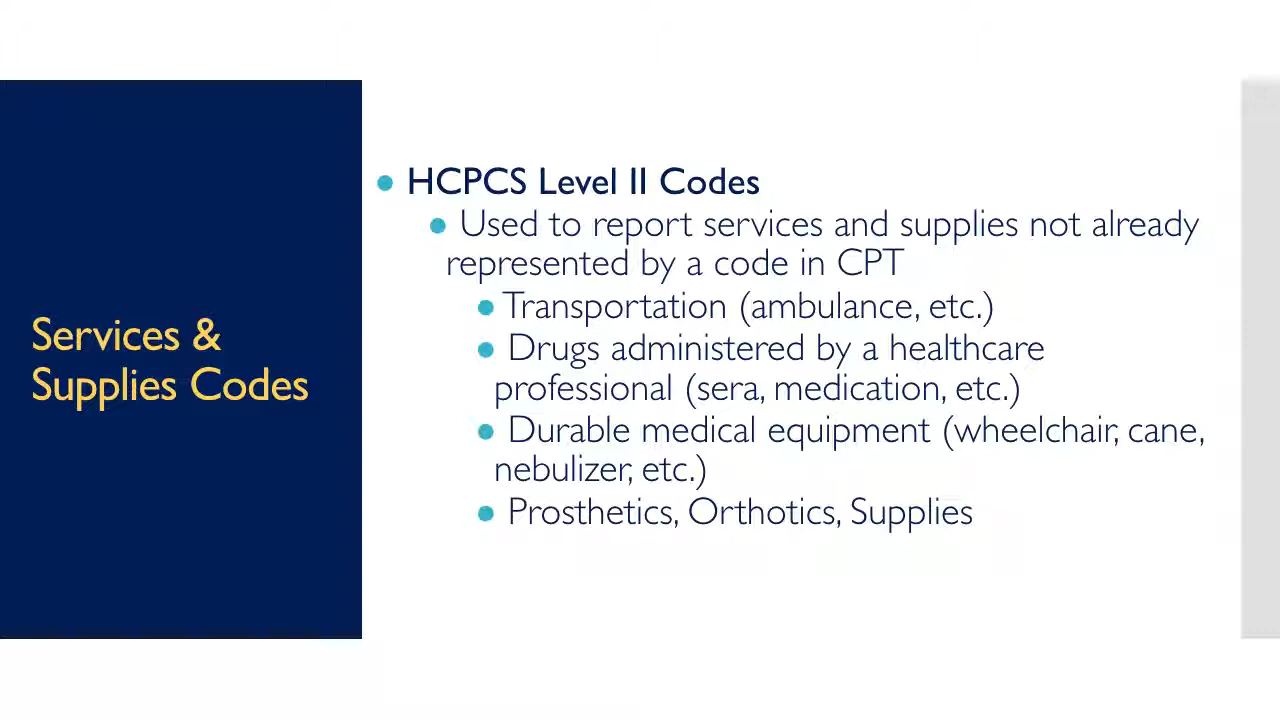 Services &
Supplies Codes
HCPCS Level II Codes
Used to report services and supplies not already
represented by a code in CPT
Transportation (ambulance, etc.)
Drugs administered by a healthcare
professional (sera, medication, etc.)
Durable medical equipment (wheelchair, cane,
nebulizer, etc.)
Prosthetics, Orthotics, Supplies